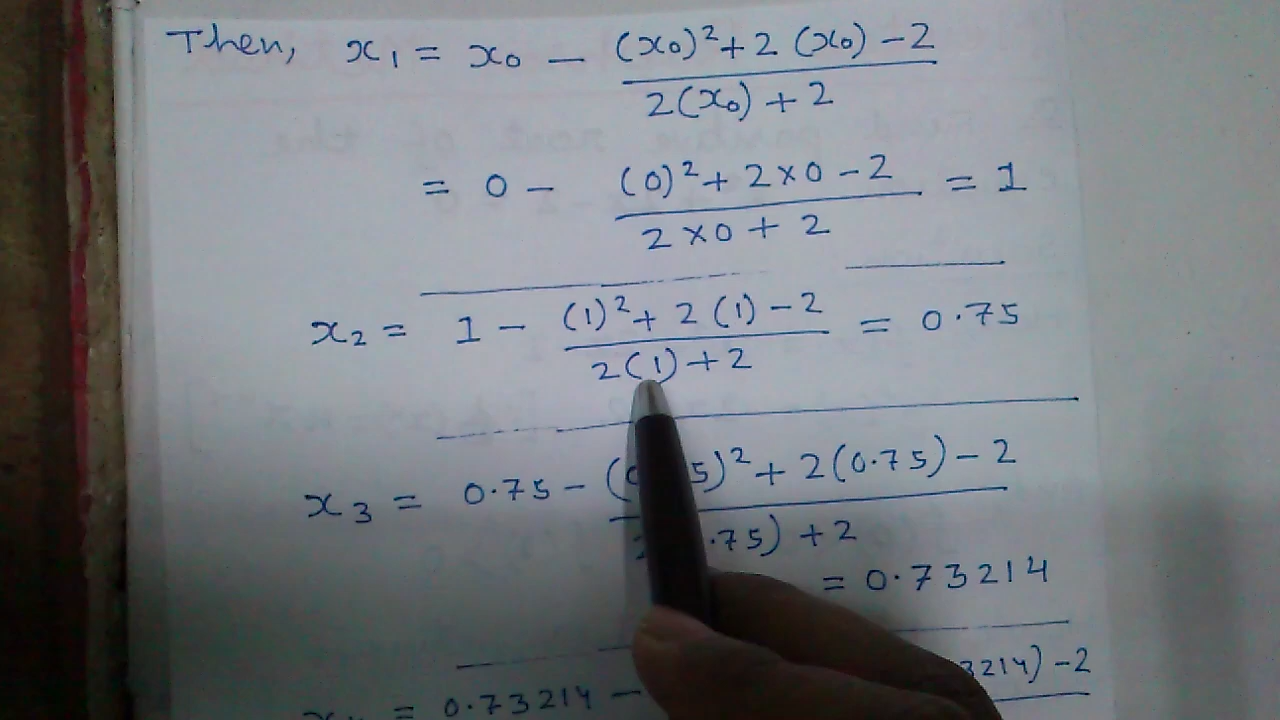 Then, x₁ = x₀ - (x₀)² + 2 (x₀) - 2
2(x₀) + 2
= 0 - (0)² + 2×0 - 2 = 1
2×0 + 2
x₂ = 1 - (1)² + 2 (1) - 2 = 0.75
2(1) + 2
x₃ = 0.75 - ( 5)² + 2(0.75) - 2
.75) + 2
= 0.73214
3214) - 2
= 0.73214 -